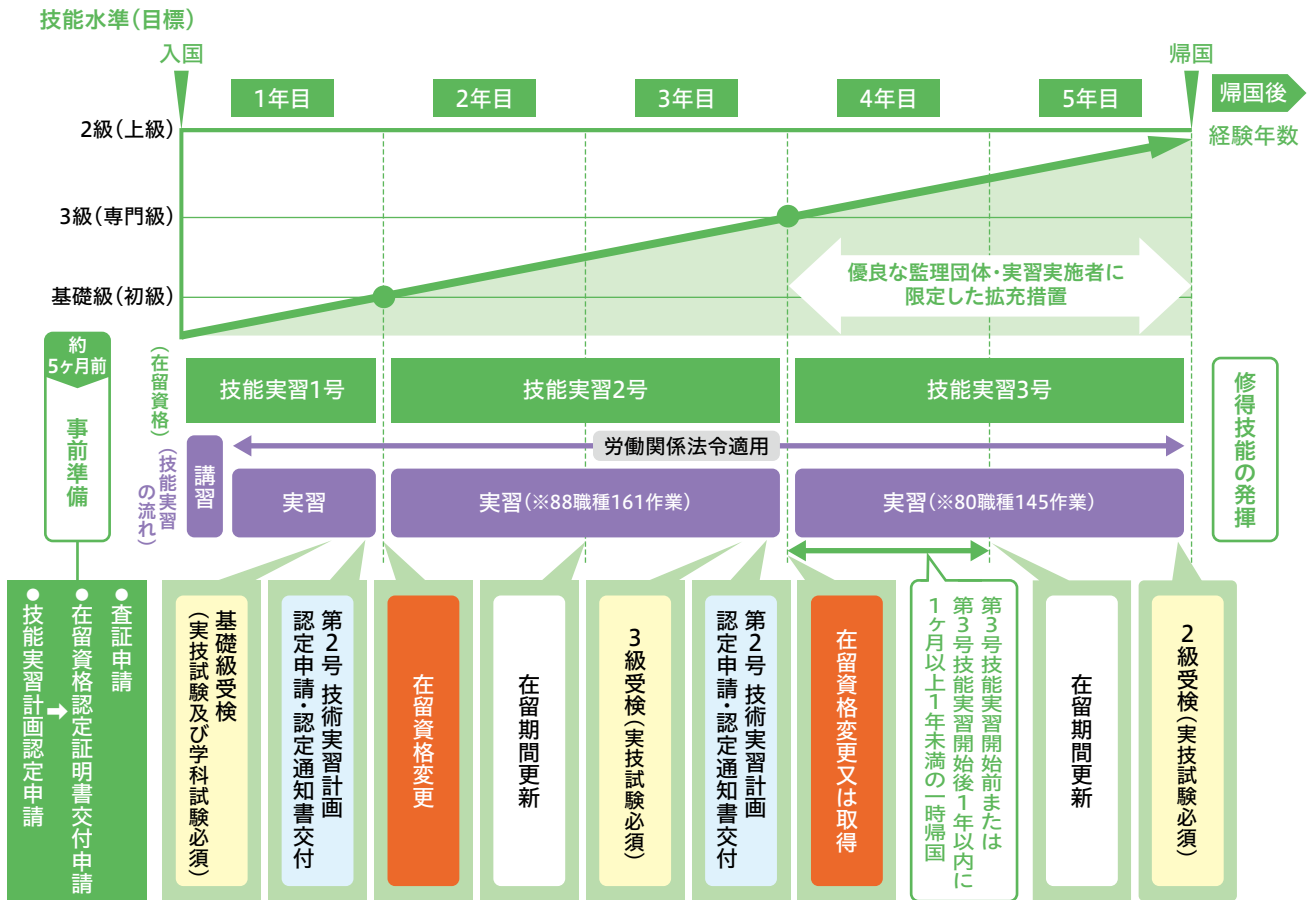 技能水準(目標)
入国
帰国
1年目
2年目
3年目
4年目
5年目
帰国後
経験年数
2級(上級)
3級(専門級)
基礎級(初級)
優良な監理団体・実習実施者に
限定した拡充措置
約
5ヶ月前
事前準備
(在留資格)
技能実習1号
技能実習2号
技能実習3号
修得技能の発揮
(技能実習
の流れ)
労働関係法令適用
講習
実習
実習(※88職種161作業)
実習(※80職種145作業)
●査証申請
●在留資格認定証明書交付申請
●技能実習計画認定申請
➡
基礎級受検
(実技試験及び学科試験必須)
第2号 技術実習計画
認定申請・認定通知書交付
在留資格変更
在留期間更新
3級受検(実技試験必須)
第2号 技術実習計画
認定申請・認定通知書交付
在留資格変更又は取得
第3号技能実習開始前または
第3号技能実習開始後1年以内に
1ヶ月以上1年未満の一時帰国
在留期間更新
2級受検(実技試験必須)